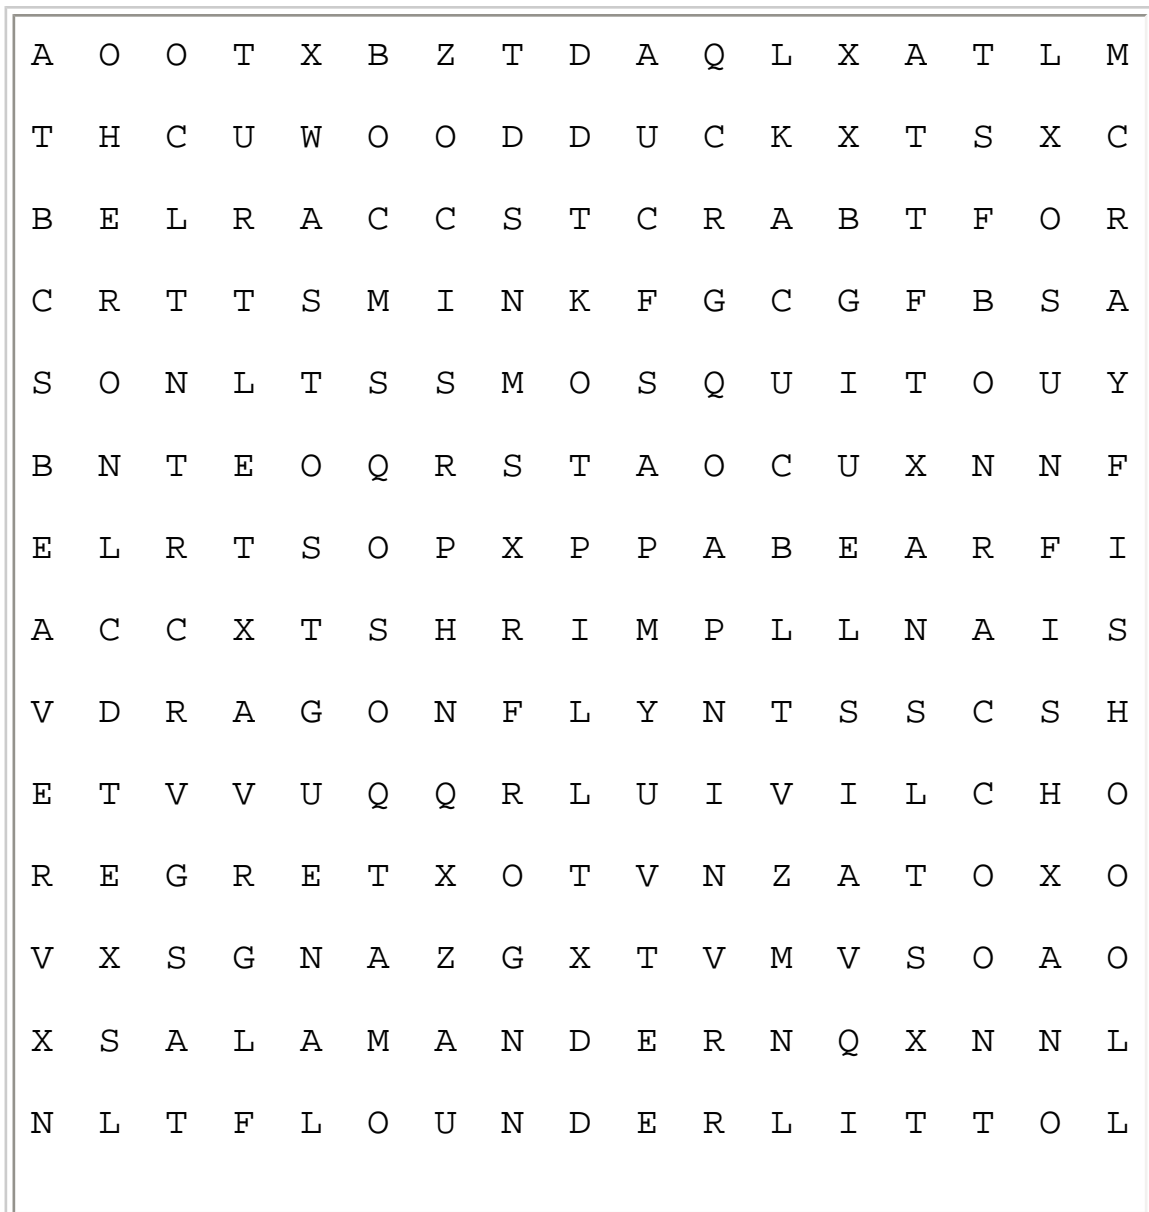 A O O T X B Z T D A Q L X A T L M
T H C U W O O D D U C K X T S X C
B E L R A C C S T C R A B T F O R
C R T T S M I N K F G C G F B S A
S O N L T S S M O S Q U I T O U Y
B N T E O Q R S T A O C U X N N F
E L R T S O P X P P A B E A R F I
A C C X T S H R I M P L L N A I S
V D R A G O N F L Y N T S S C S H
E T V V U Q Q R L U I V I L C H O
R E G R E T X O T V N Z A T O X O
V X S G N A Z G X T V M V S O A O
X S A L A M A N D E R N Q X N N L
N L T F L O U N D E R L I T T O L